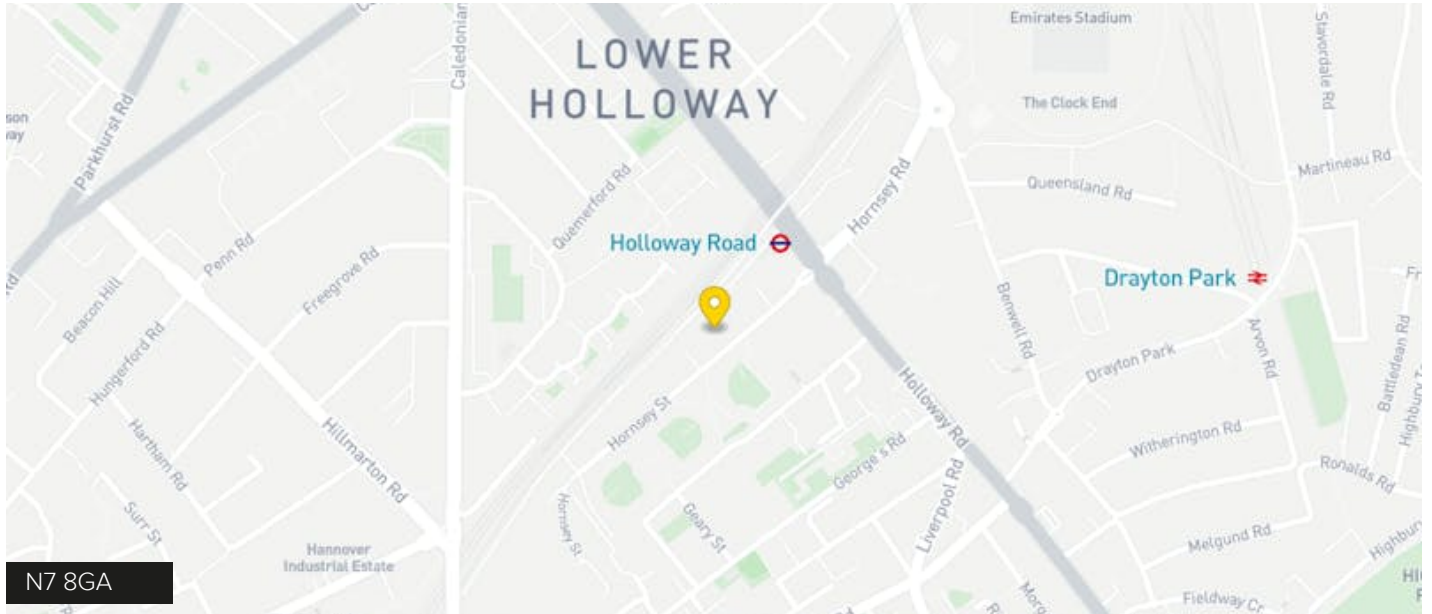 LOWER
HOLLOWAY
Emirates Stadium
The Clock End
Caledonian
Parkhurst Rd
Stavordale Rd
Martineau Rd
Queensland Rd
Hornsey Rd
Quemerford Rd
Holloway Road
Drayton Park
Penn Rd
Freegrove Rd
Beacon Hill
Hungerford Rd
Benwell Rd
Arvon Rd
Drayton Park
Battledean Rd
Holloway Rd
Hornsey St
Hartham Rd
Hillmarton Rd
Witherington Rd
George's Rd
Liverpool Rd
Ronalds Rd
Surr St
Hornsey St
Geary St
Melgund Rd
Hannover
Industrial Estate
Fieldway Cr
N7 8GA